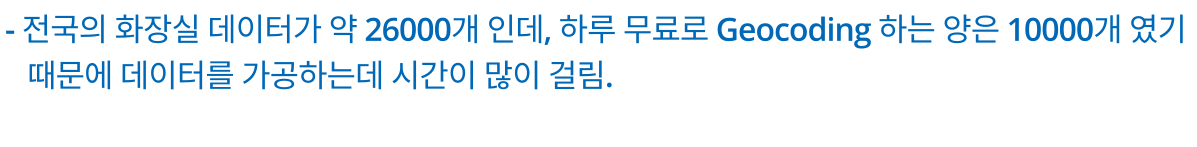 - 전국의 화장실 데이터가 약 26000개 인데, 하루 무료로 Geocoding 하는 양은 10000개 였기
때문에 데이터를 가공하는데 시간이 많이 걸림.